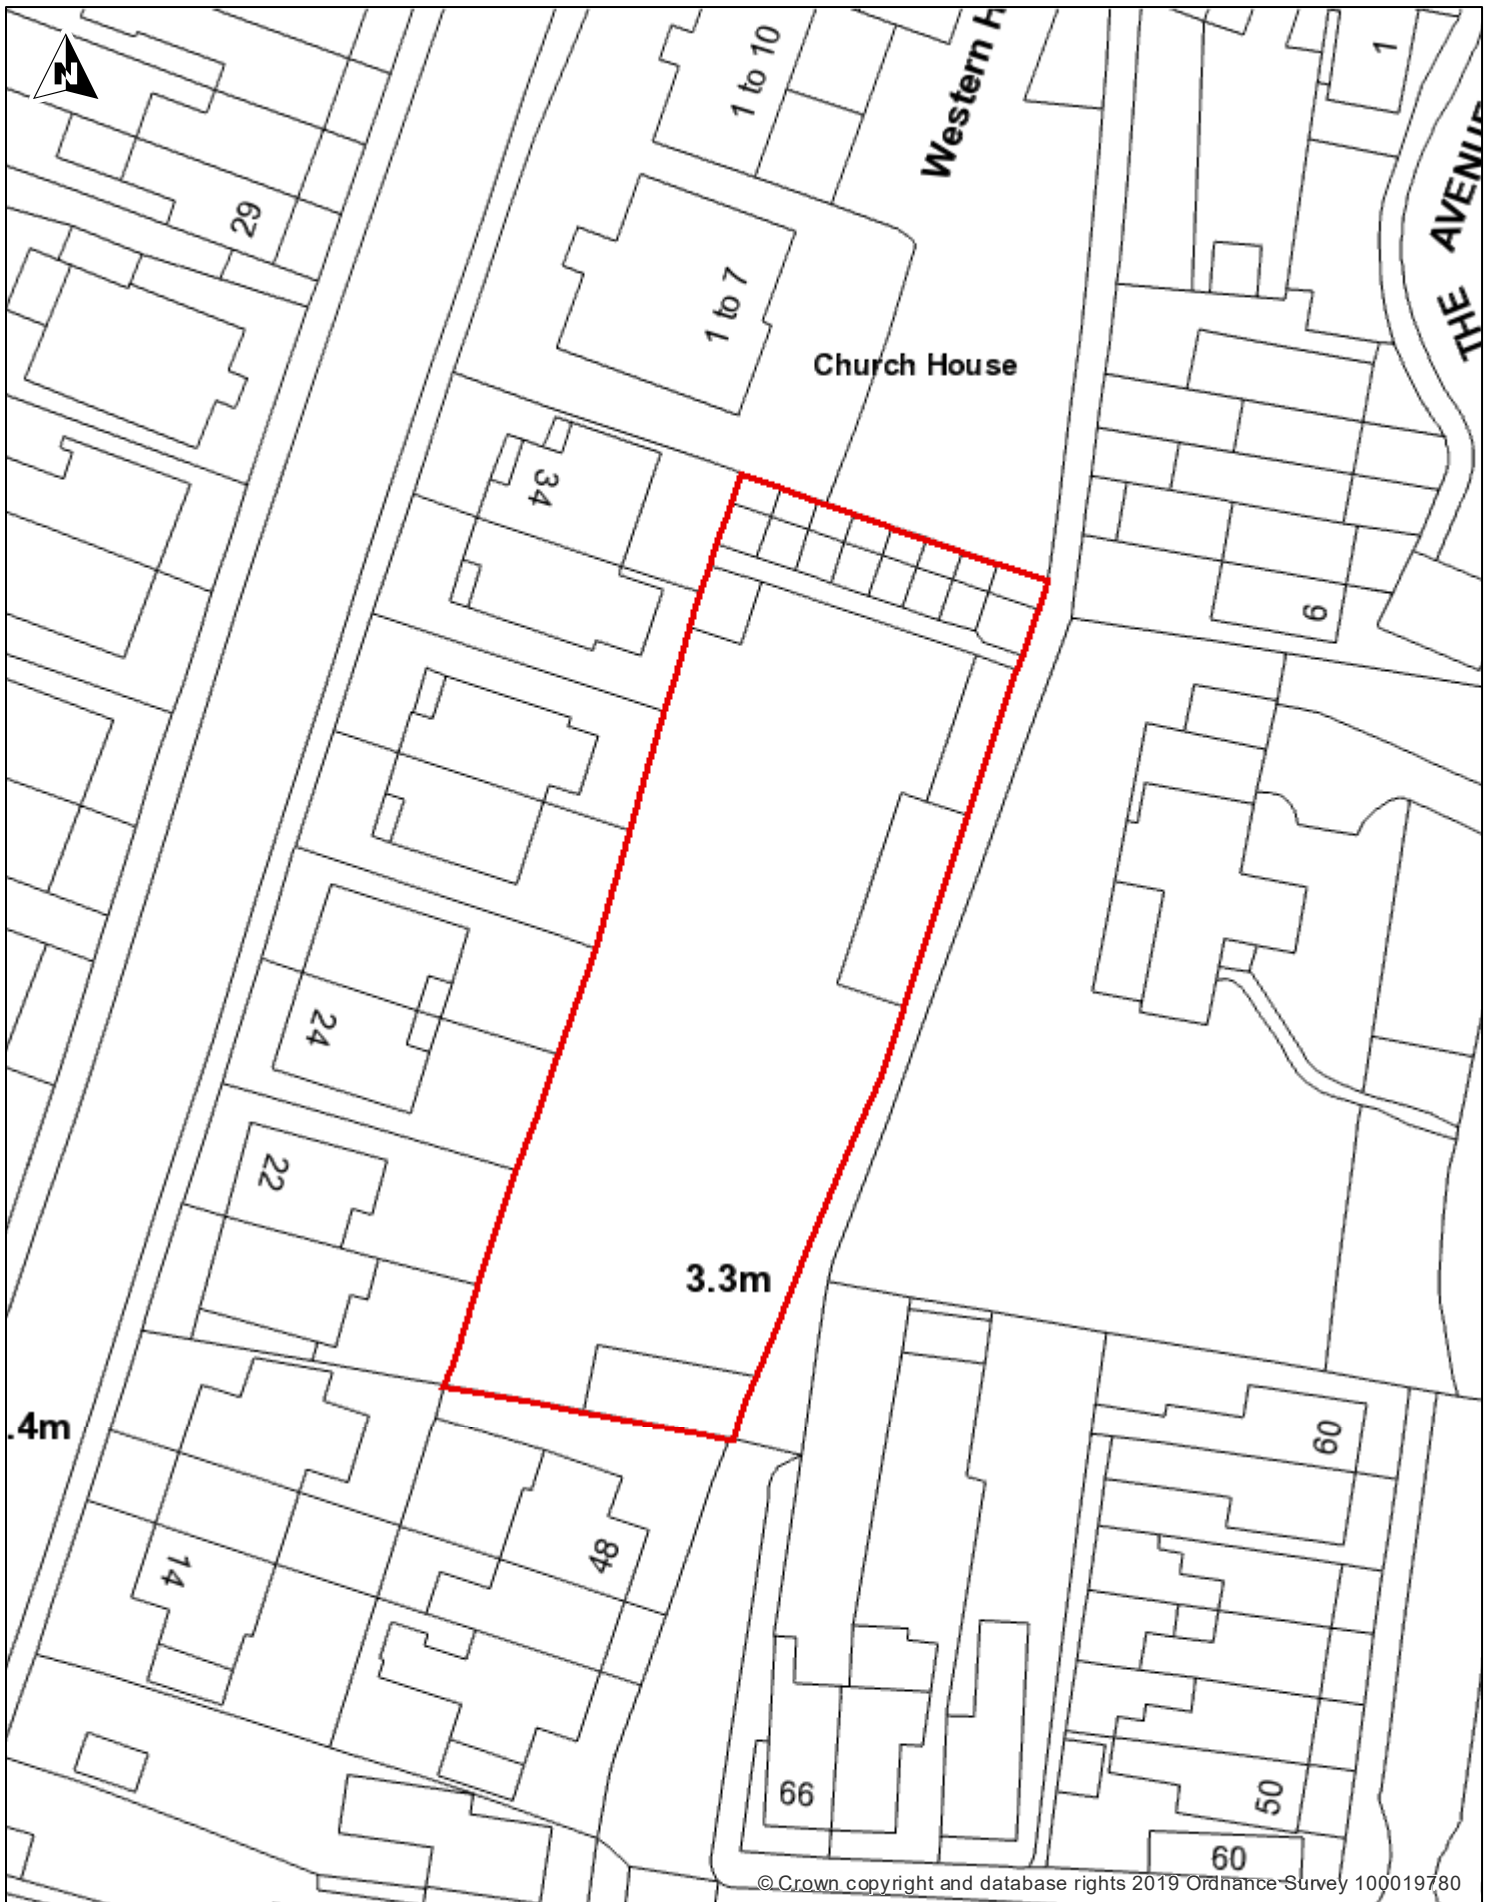 N
1 to 10
Western H
1
THE AVENUE
29
1 to 7
Church House
34
6
24
22
3.3m
.4m
60
48
14
66
50
60
© Crown copyright and database rights 2019 Ordnance Survey 100019780